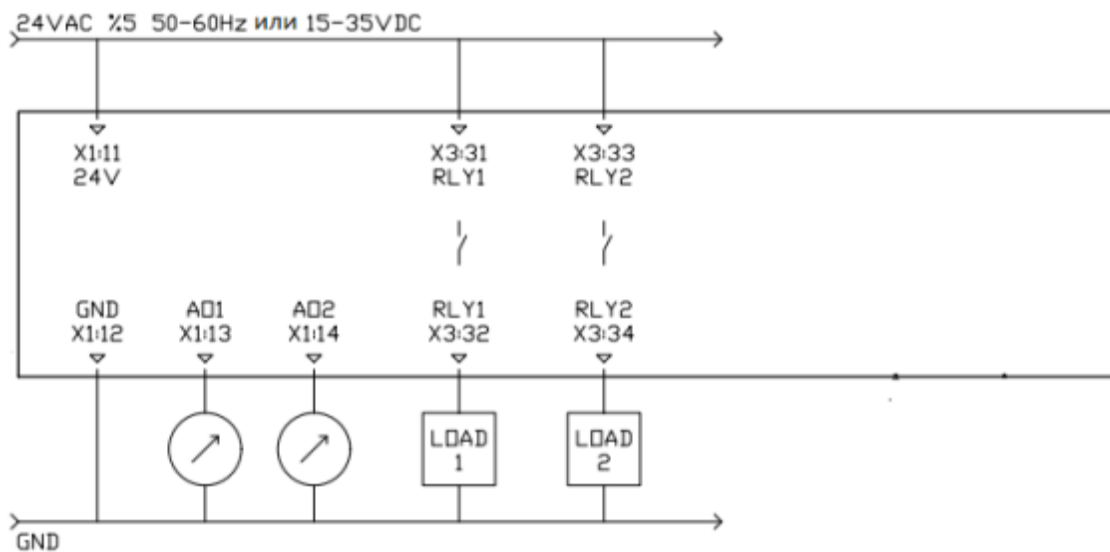 24VAC %5 50-60Hz или 15-35VDC
X1:11
24V
X3:31
RLY1
X3:33
RLY2
GND
X1:12
AO1
X1:13
AO2
X1:14
RLY1
X3:32
RLY2
X3:34
LOAD
1
LOAD
2
GND